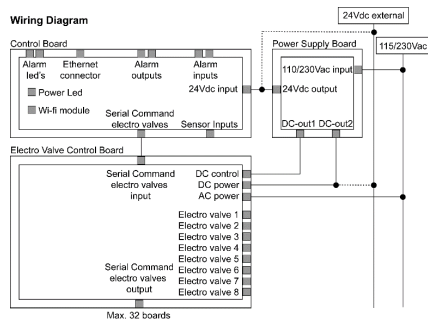 Wiring Diagram
24Vdc external
Control Board
Power Supply Board
115/230Vac
Alarm led's
Ethernet connector
Alarm outputs
Alarm inputs
110/230Vac input
Power Led
24Vdc input
24Vdc output
Wi-fi module
Serial Command electro valves
Sensor Inputs
DC-out1
DC-out2
Electro Valve Control Board
Serial Command electro valves input
DC control
DC power
AC power
Electro valve 1
Electro valve 2
Electro valve 3
Electro valve 4
Electro valve 5
Serial Command electro valves output
Electro valve 6
Electro valve 7
Electro valve 8
Max. 32 boards